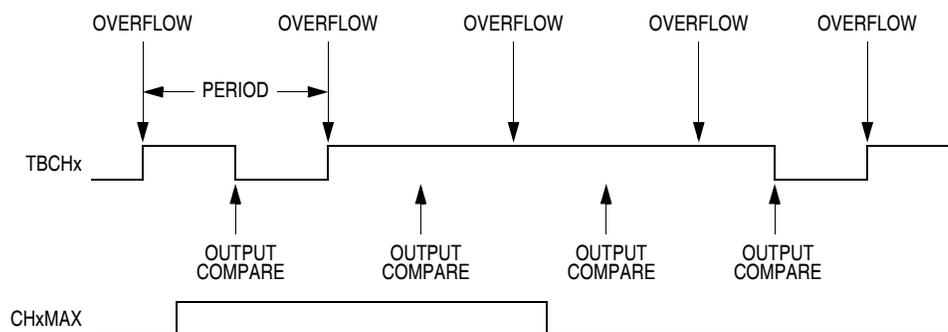 OVERFLOW OVERFLOW OVERFLOW OVERFLOW OVERFLOW
PERIOD
TBCHx
OUTPUT OUTPUT OUTPUT OUTPUT
COMPARE COMPARE COMPARE COMPARE
CHxMAX